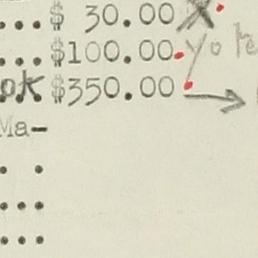 ... $ 30.00 X
... $100.00
ok $350.00 →
Ma-
. .
...
...